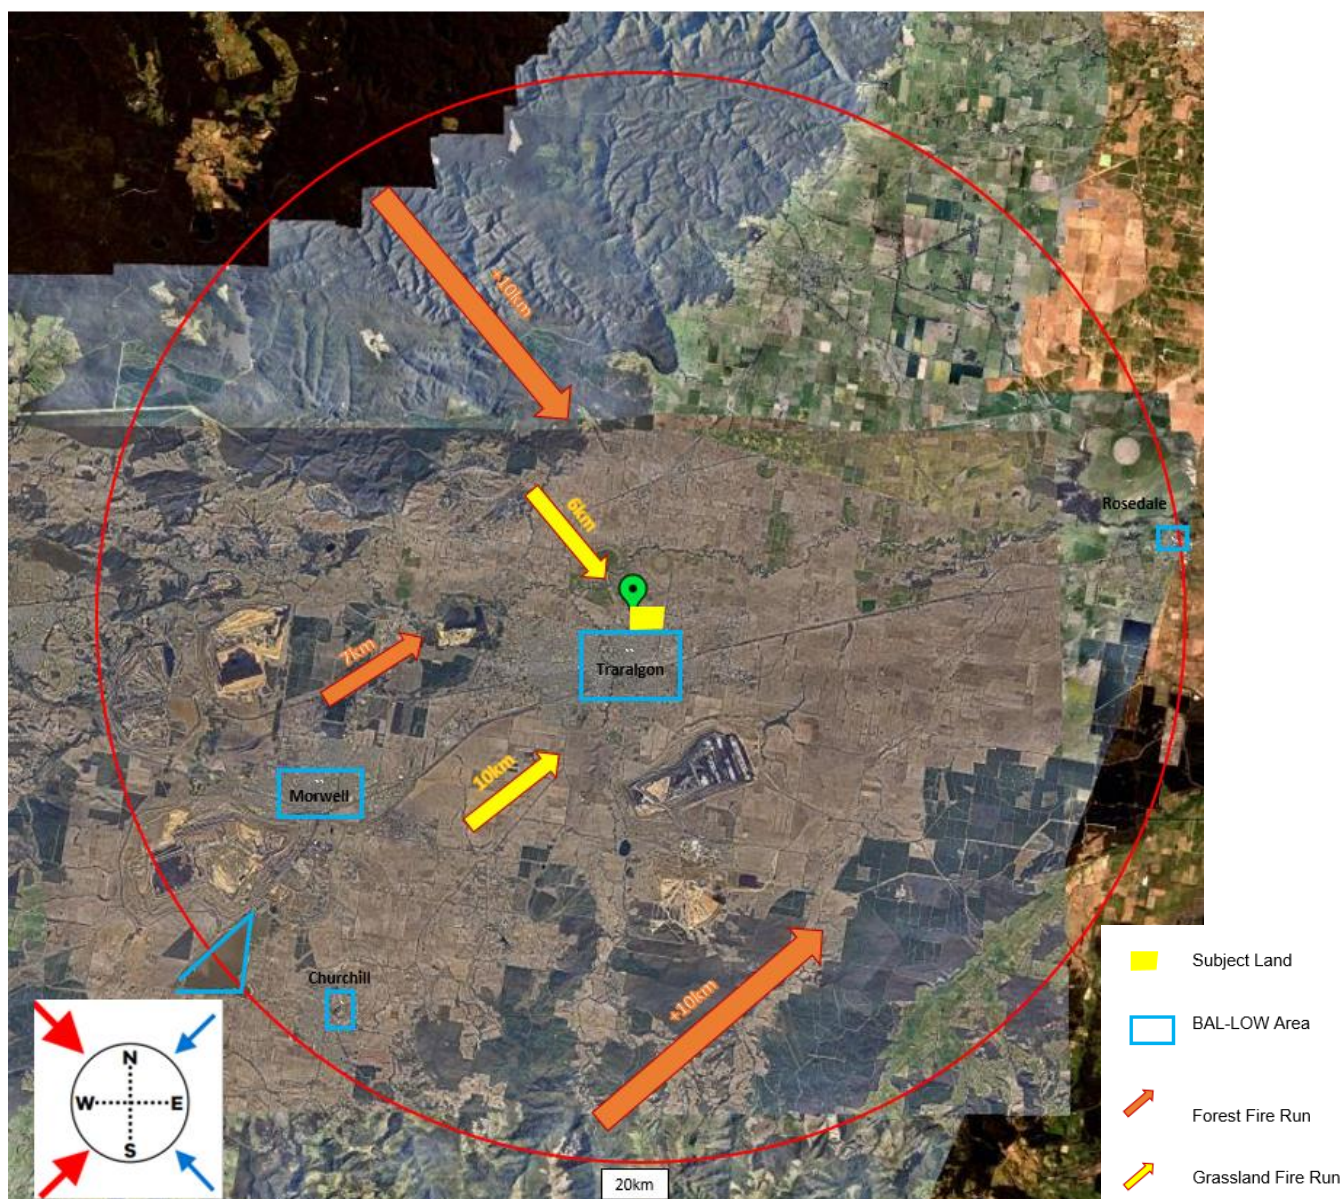 +10km
Rosedale
6km
7km
Traralgon
10km
Morwell
Churchill
+10km
N
W
E
S
20km
Subject Land
BAL-LOW Area
Forest Fire Run
Grassland Fire Run